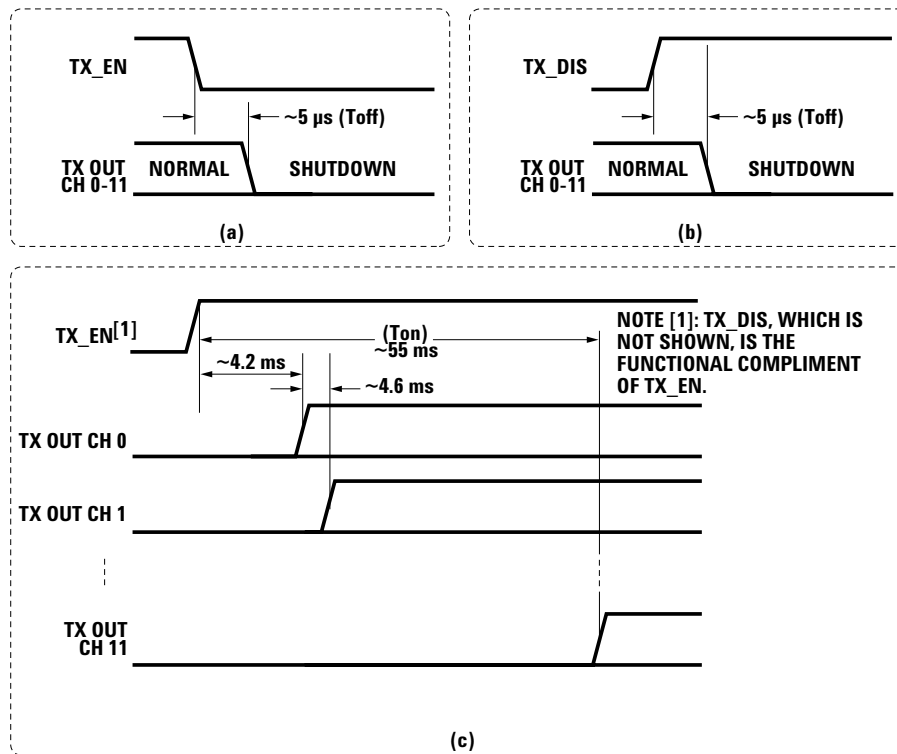 TX_EN
~5 µs (Toff)
TX OUT
CH 0-11
NORMAL
SHUTDOWN
(a)
TX_DIS
~5 µs (Toff)
TX OUT
CH 0-11
NORMAL
SHUTDOWN
(b)
TX_EN[1]
(Ton)
~55 ms
~4.2 ms
~4.6 ms
NOTE [1]: TX_DIS, WHICH IS
NOT SHOWN, IS THE
FUNCTIONAL COMPLIMENT
OF TX_EN.
TX OUT CH 0
TX OUT CH 1
TX OUT
CH 11
(c)